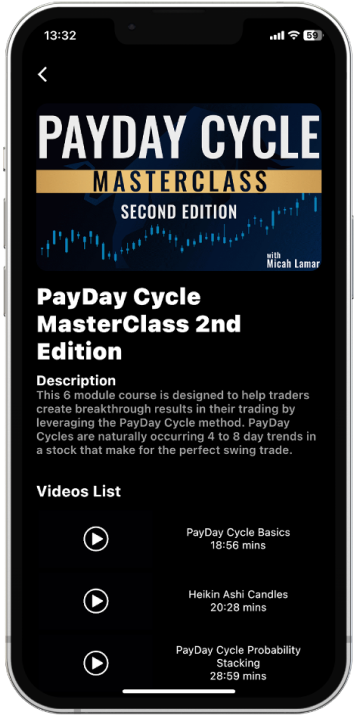 13:32
59
PAYDAY CYCLE
MASTERCLASS
SECOND EDITION
with
Micah Lamar
PayDay Cycle
MasterClass 2nd
Edition
Description
This 6 module course is designed to help traders
create breakthrough results in their trading by
leveraging the PayDay Cycle method. PayDay
Cycles are naturally occurring 4 to 8 day trends in
a stock that make for the perfect swing trade.
Videos List
PayDay Cycle Basics
18:56 mins
Heikin Ashi Candles
20:28 mins
PayDay Cycle Probability
Stacking
28:59 mins